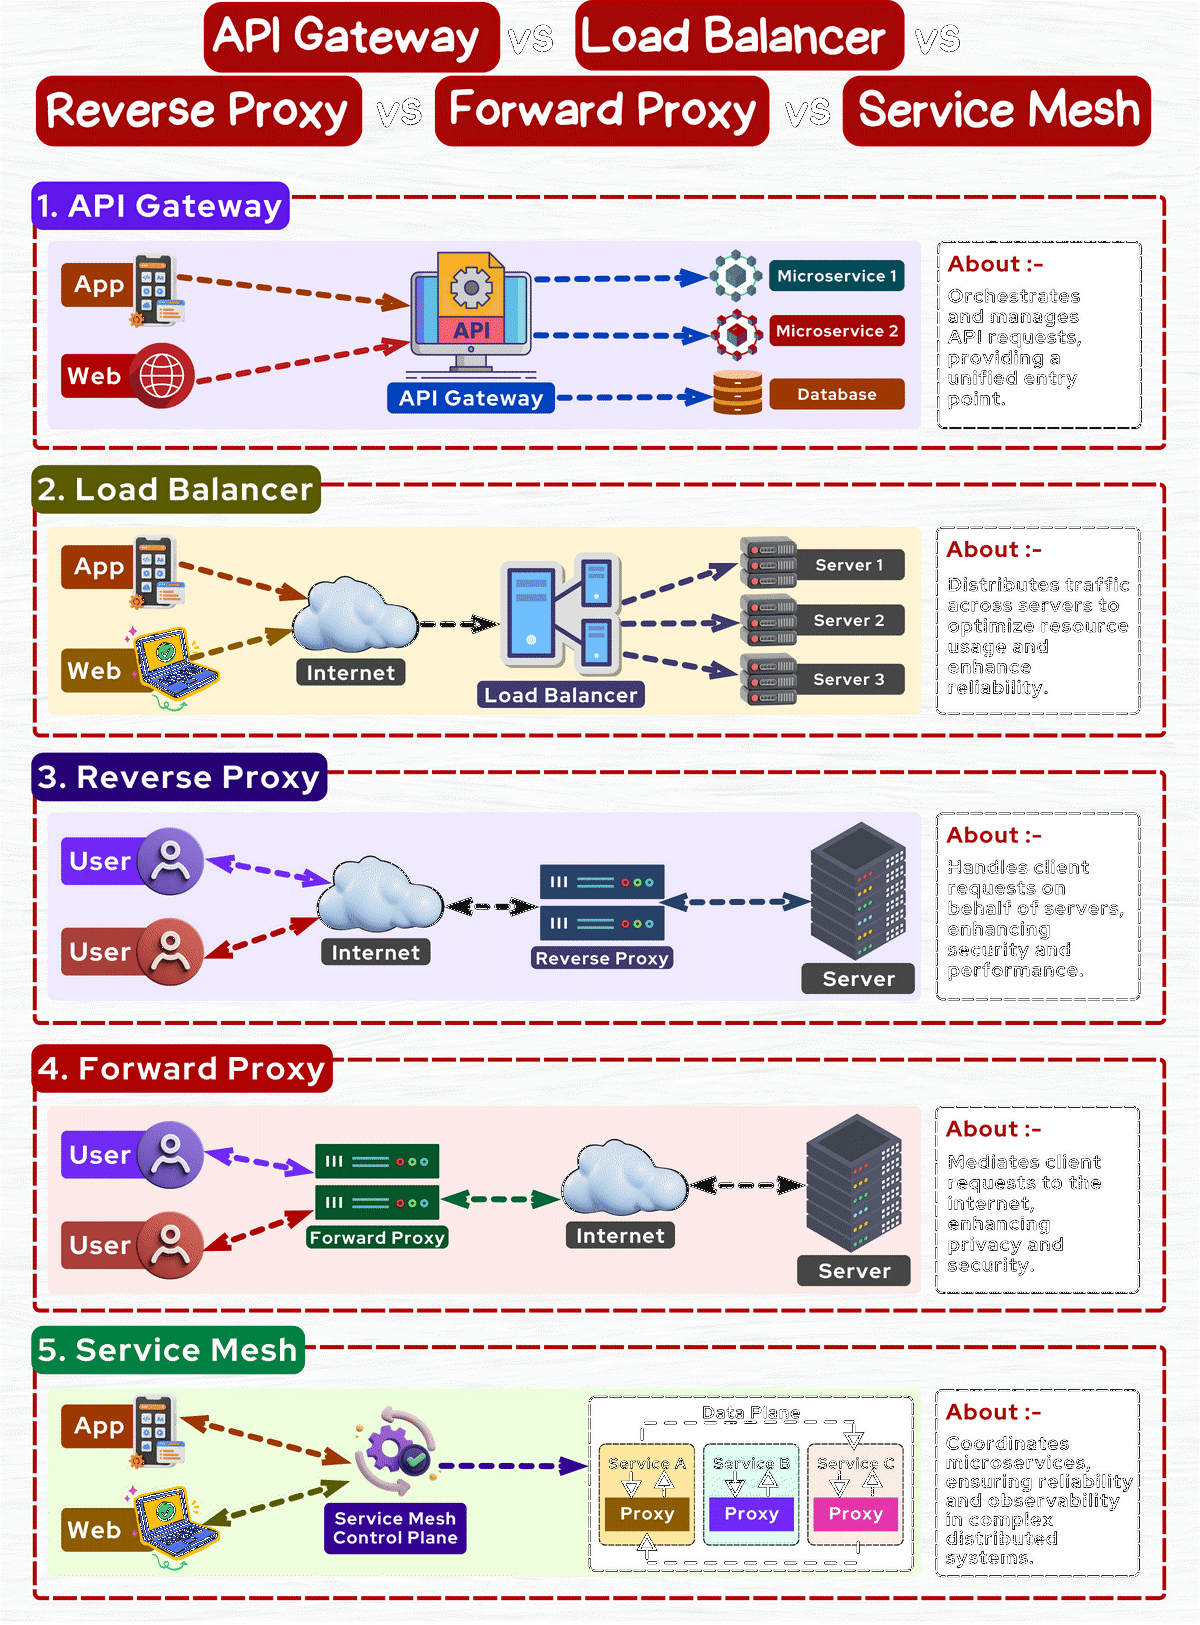 API Gateway vs Load Balancer vs
Reverse Proxy vs Forward Proxy vs Service Mesh
1. API Gateway
App
Web
API
API Gateway
Microservice 1
Microservice 2
Database
About :-
Orchestrates
and manages
API requests,
providing a
unified entry
point.
2. Load Balancer
App
Web
Internet
Load Balancer
Server 1
Server 2
Server 3
About :-
Distributes traffic
across servers to
optimize resource
usage and
enhance
reliability.
3. Reverse Proxy
User
User
Internet
Reverse Proxy
Server
About :-
Handles client
requests on
behalf of servers,
enhancing
security and
performance.
4. Forward Proxy
User
User
Forward Proxy
Internet
Server
About :-
Mediates client
requests to the
internet,
enhancing
privacy and
security.
5. Service Mesh
App
Web
Service Mesh
Control Plane
Data Plane
Service A
Service B
Service C
Proxy
Proxy
Proxy
About :-
Coordinates
microservices,
ensuring reliability
and observability
in complex
distributed
systems.